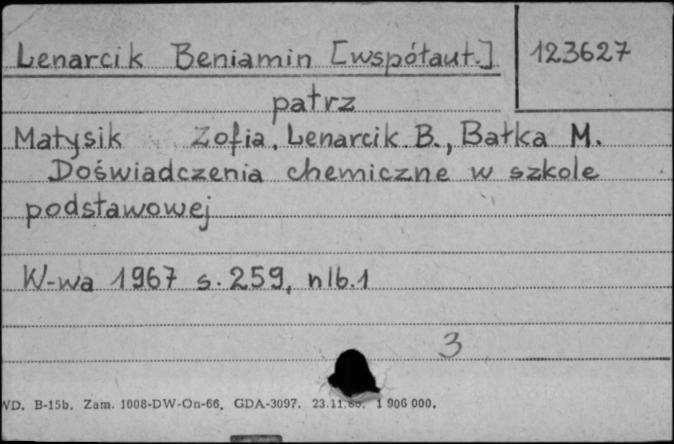 Lenarcik Beniamin [współaut.]
123627
patrz
Matysik Zofia, Lenarcik B., Bałka M.
Doświadczenia chemiczne w szkole
podstawowej
W-wa 1967 s. 259, nlb. 1
3
WD. B-15b. Zam. 1008-DW-On-66. GDA-3097. 23.11.65. 1 906 000.